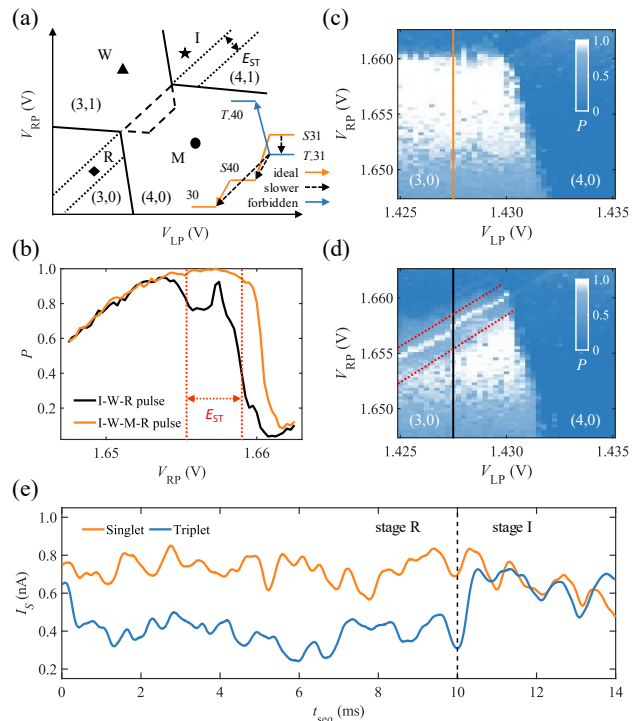 (a)
W
I
E_ST
(4,1)
(3,1)
T,40
S31
R
M
S40
T,31
30
ideal
slower
forbidden
(3,0)
(4,0)
V_RP (V)
V_LP (V)
(b)
1.0
0.8
0.6
0.4
0.2
P
I-W-R pulse
I-W-M-R pulse
E_ST
1.65
1.66
V_RP (V)
(c)
1.660
1.655
1.650
V_RP (V)
1.0
0.5
0
P
(3,0)
(4,0)
1.425
1.430
1.435
V_LP (V)
(d)
1.660
1.655
1.650
V_RP (V)
1.0
0.5
0
P
(3,0)
(4,0)
1.425
1.430
1.435
V_LP (V)
(e)
1.0
0.8
0.6
0.4
0.2
I_S (nA)
Singlet
Triplet
stage R
stage I
0 2 4 6 8 10 12 14
t_seq (ms)